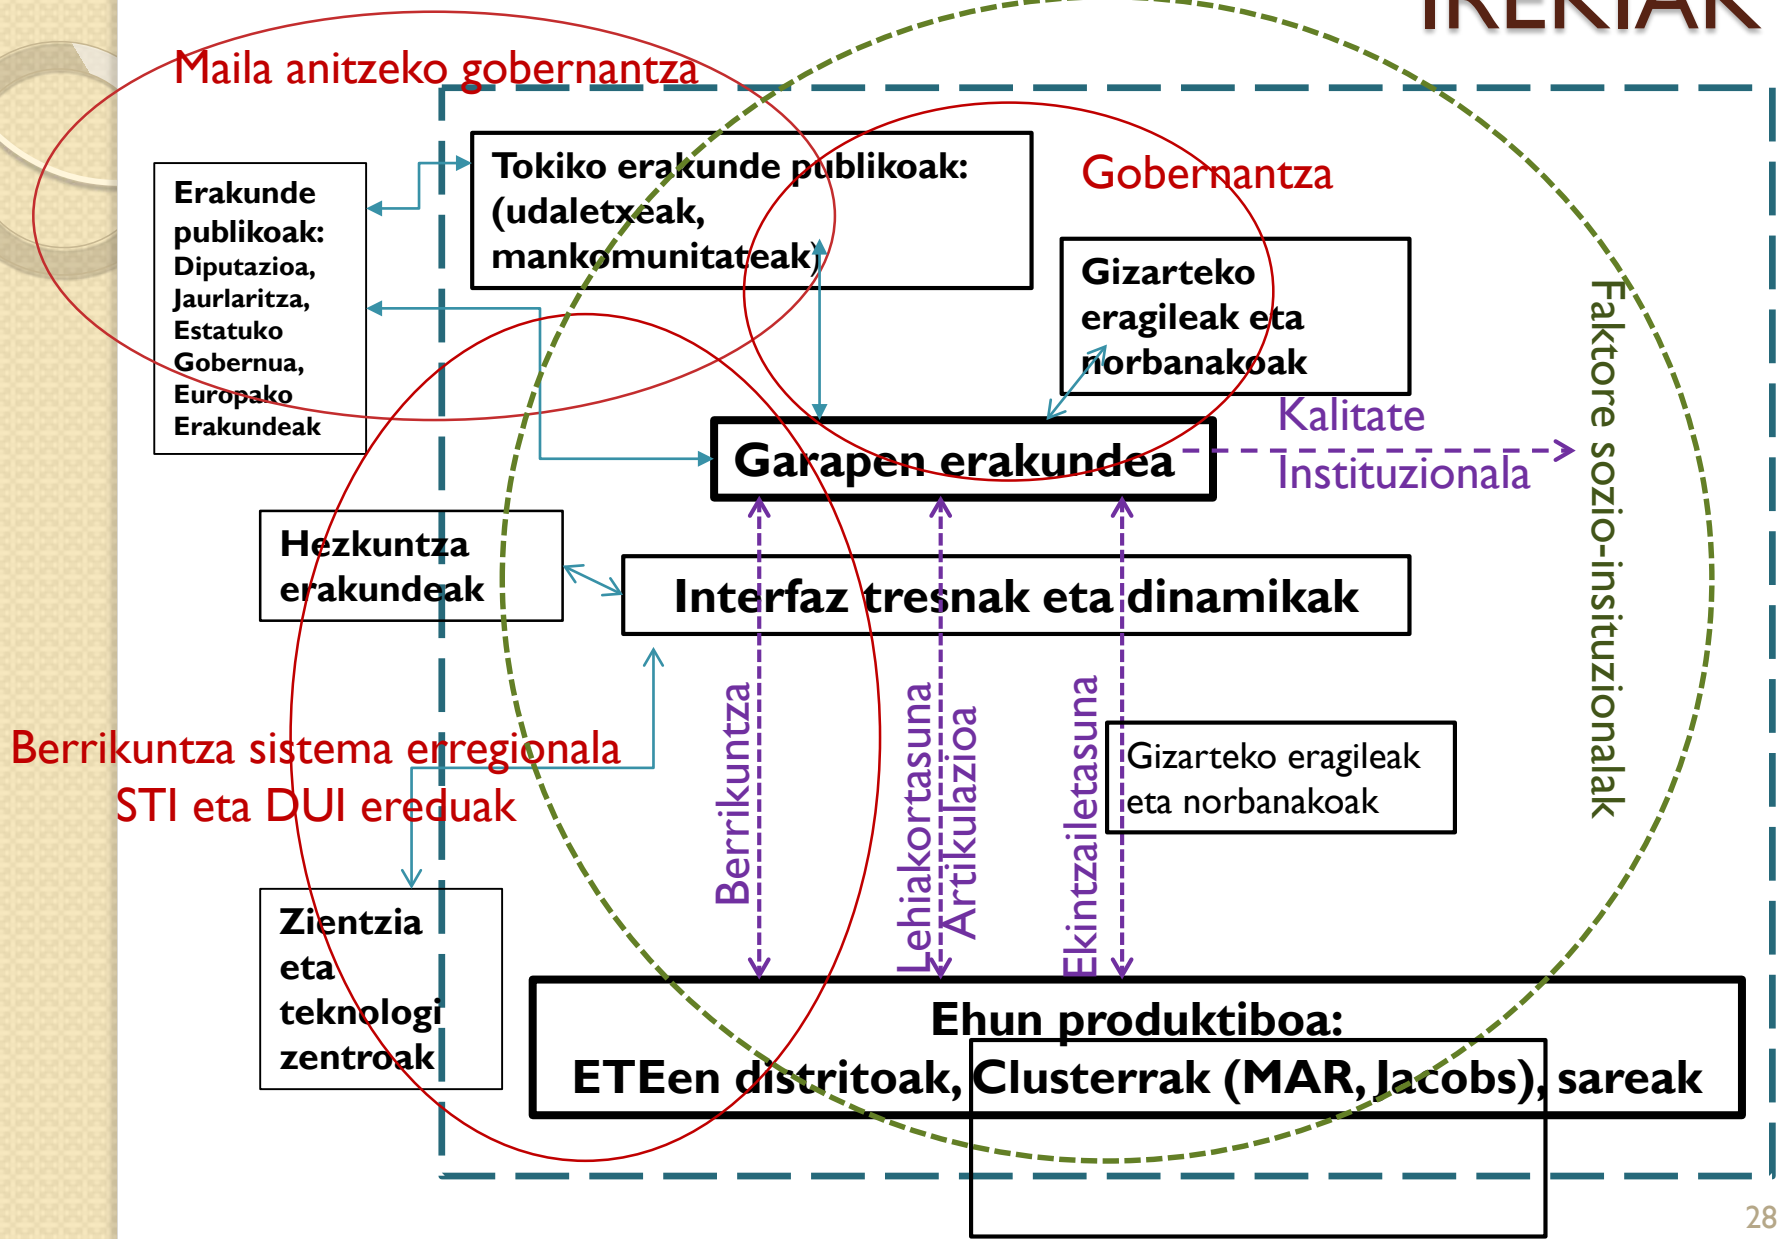 IREKIAK
Maila anitzeko gobernantza
Tokiko erakunde publikoak:
(udaletxeak,
mankomunitateak)
Gobernantza
Erakunde
publikoak:
Diputazioa,
Jaurlaritza,
Estatuko
Gobernua,
Europako
Erakundeak
Gizarteko
eragileak eta
norbanakoak
Faktore sozio-insituzionalak
Kalitate
Instituzionala
Garapen erakundea
Hezkuntza
erakundeak
Interfaz tresnak eta dinamikak
Berrikuntza sistema erregionala
STI eta DUI ereduak
Berrikuntza
Lehiakortasuna
Artikulazioa
Ekintzailetasuna
Gizarteko eragileak
eta norbanakoak
Zientzia
eta
teknologi
zentroak
Ehun produktiboa:
ETEen distritoak, Clusterrak (MAR, Jacobs), sareak
28